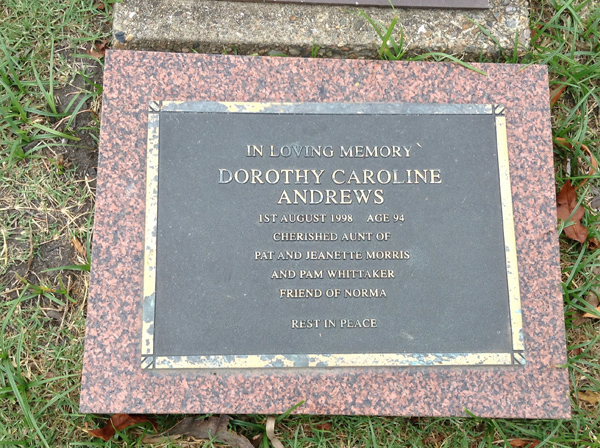 IN LOVING MEMORY
DOROTHY CAROLINE
ANDREWS
1ST AUGUST 1998 AGE 94
CHERISHED AUNT OF
PAT AND JEANETTE MORRIS
AND PAM WHITTAKER
FRIEND OF NORMA
REST IN PEACE